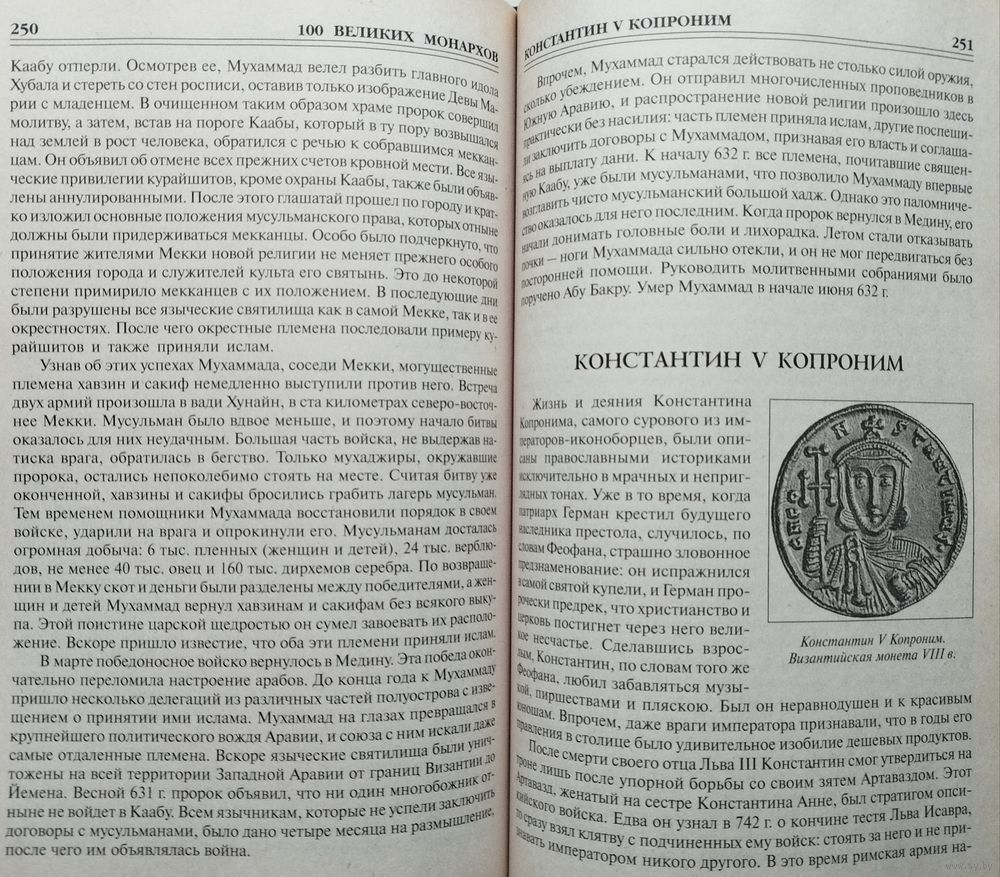 250
100 ВЕЛИКИХ МОНАРХОВ
Каабу отперли. Осмотрев ее, Мухаммад велел разбить главного идола
Хубала и стереть со стен росписи, оставив только изображение Девы Ма-
рии с младенцем. В очищенном таким образом храме пророк совершил
молитву, а затем, встав на пороге Каабы, который в ту пору возвышался
над землей в рост человека, обратился с речью к собравшимся меккан-
цам. Он объявил об отмене всех прежних счетов кровной мести. Все язы-
ческие привилегии курайшитов, кроме охраны Каабы, также были объяв-
лены аннулированными. После этого глашатай прошел по городу и крат-
ко изложил основные положения мусульманского права, которых отныне
должны были придерживаться мекканцы. Особо было подчеркнуто, что
принятие жителями Мекки новой религии не меняет прежнего особого
положения города и служителей культа его святынь. Это до некоторой
степени примирило мекканцев с их положением. В последующие дни
были разрушены все языческие святилища как в самой Мекке, так и в ее
окрестностях. После чего окрестные племена последовали примеру ку-
райшитов и также приняли ислам.
Узнав об этих успехах Мухаммада, соседи Мекки, могущественные
племена хавзин и сакиф немедленно выступили против него. Встреча
двух армий произошла в вади Хунайн, в ста километрах северо-восточ-
нее Мекки. Мусульман было вдвое меньше, и поэтому начало битвы
оказалось для них неудачным. Большая часть войска, не выдержав на-
тиска врага, обратилась в бегство. Только мухаджиры, окружавшие
пророка, остались непоколебимо стоять на месте. Считая битву уже
оконченной, хавзины и сакифы бросились грабить лагерь мусульман.
Тем временем помощники Мухаммада восстановили порядок в своем
войске, ударили на врага и опрокинули его. Мусульманам досталась
огромная добыча: 6 тыс. пленных (женщин и детей), 24 тыс. верблю-
дов, не менее 40 тыс. овец и 160 тыс. дирхемов серебра. По возвраще-
нии в Мекку скот и деньги были разделены между победителями, а жен-
щин и детей Мухаммад вернул хавзинам и сакифам без всякого выку-
па. Этой поистине царской щедростью он сумел завоевать их располо-
жение. Вскоре пришло известие, что оба эти племени приняли ислам.
В марте победоносное войско вернулось в Медину. Эта победа окон-
чательно переломила настроение арабов. До конца года к Мухаммаду
пришло несколько делегаций из различных частей полуострова с изве-
щением о принятии ими ислама. Мухаммад на глазах превращался в
крупнейшего политического вождя Аравии, и союза с ним искали даже
самые отдаленные племена. Вскоре языческие святилища были унич-
тожены на всей территории Западной Аравии от границ Византии до
Йемена. Весной 631 г. пророк объявил, что ни один многобожник от-
ныне не войдет в Каабу. Всем язычникам, которые не успели заключить
договоры с мусульманами, было дано четыре месяца на размышление,
после чего им объявлялась война.
КОНСТАНТИН V КОПРОНИМ
251
Впрочем, Мухаммад старался действовать не столько силой оружия,
сколько убеждением. Он отправил многочисленных проповедников в
Южную Аравию, и распространение новой религии произошло здесь
практически без насилия: часть племен приняла ислам, другие поспеши-
ли заключить договоры с Мухаммадом, признавая его власть и соглаша-
ясь на выплату дани. К началу 632 г. все племена, почитавшие священ-
ную Каабу, уже были мусульманами, что позволило Мухаммаду впервые
возглавить чисто мусульманский большой хадж. Однако это паломниче-
ство оказалось для него последним. Когда пророк вернулся в Медину, его
начали донимать головные боли и лихорадка. Летом стали отказывать
почки — ноги Мухаммада сильно отекли, и он не мог передвигаться без
посторонней помощи. Руководить молитвенными собраниями было
поручено Абу Бакру. Умер Мухаммад в начале июня 632 г.
КОНСТАНТИН V КОПРОНИМ
Жизнь и деяния Константина
Копронима, самого сурового из им-
ператоров-иконоборцев, были опи-
саны православными историками
исключительно в мрачных и непригл-
ядных тонах. Уже в то время, когда
патриарх Герман крестил будущего
наследника престола, случилось, по
словам Феофана, страшно зловонное
предзнаменование: он испражнился
в самой святой купели, и Герман про-
рочески предрек, что христианство и
церковь постигнет через него вели-
кое несчастье. Сделавшись взрос-
лым, Константин, по словам того же
Феофана, любил забавляться музы-
кой, пиршествами и пляскою. Был он неравнодушен и к красивым
юношам. Впрочем, даже враги императора признавали, что в годы его
правления в столице было удивительное изобилие дешевых продуктов.
После смерти своего отца Льва III Константин смог утвердиться на
троне лишь после упорной борьбы со своим зятем Артаваздом. Этот
Артавазд, женатый на сестре Константина Анне, был стратигом опси-
кийского войска. Едва он узнал в 742 г. о кончине тестя Льва Исавра,
то сразу взял клятву с подчиненных ему войск: стоять за него и не при-
знавать императором никого другого. В это время римская армия на-
Константин V Копроним.
Византийская монета VIII в.